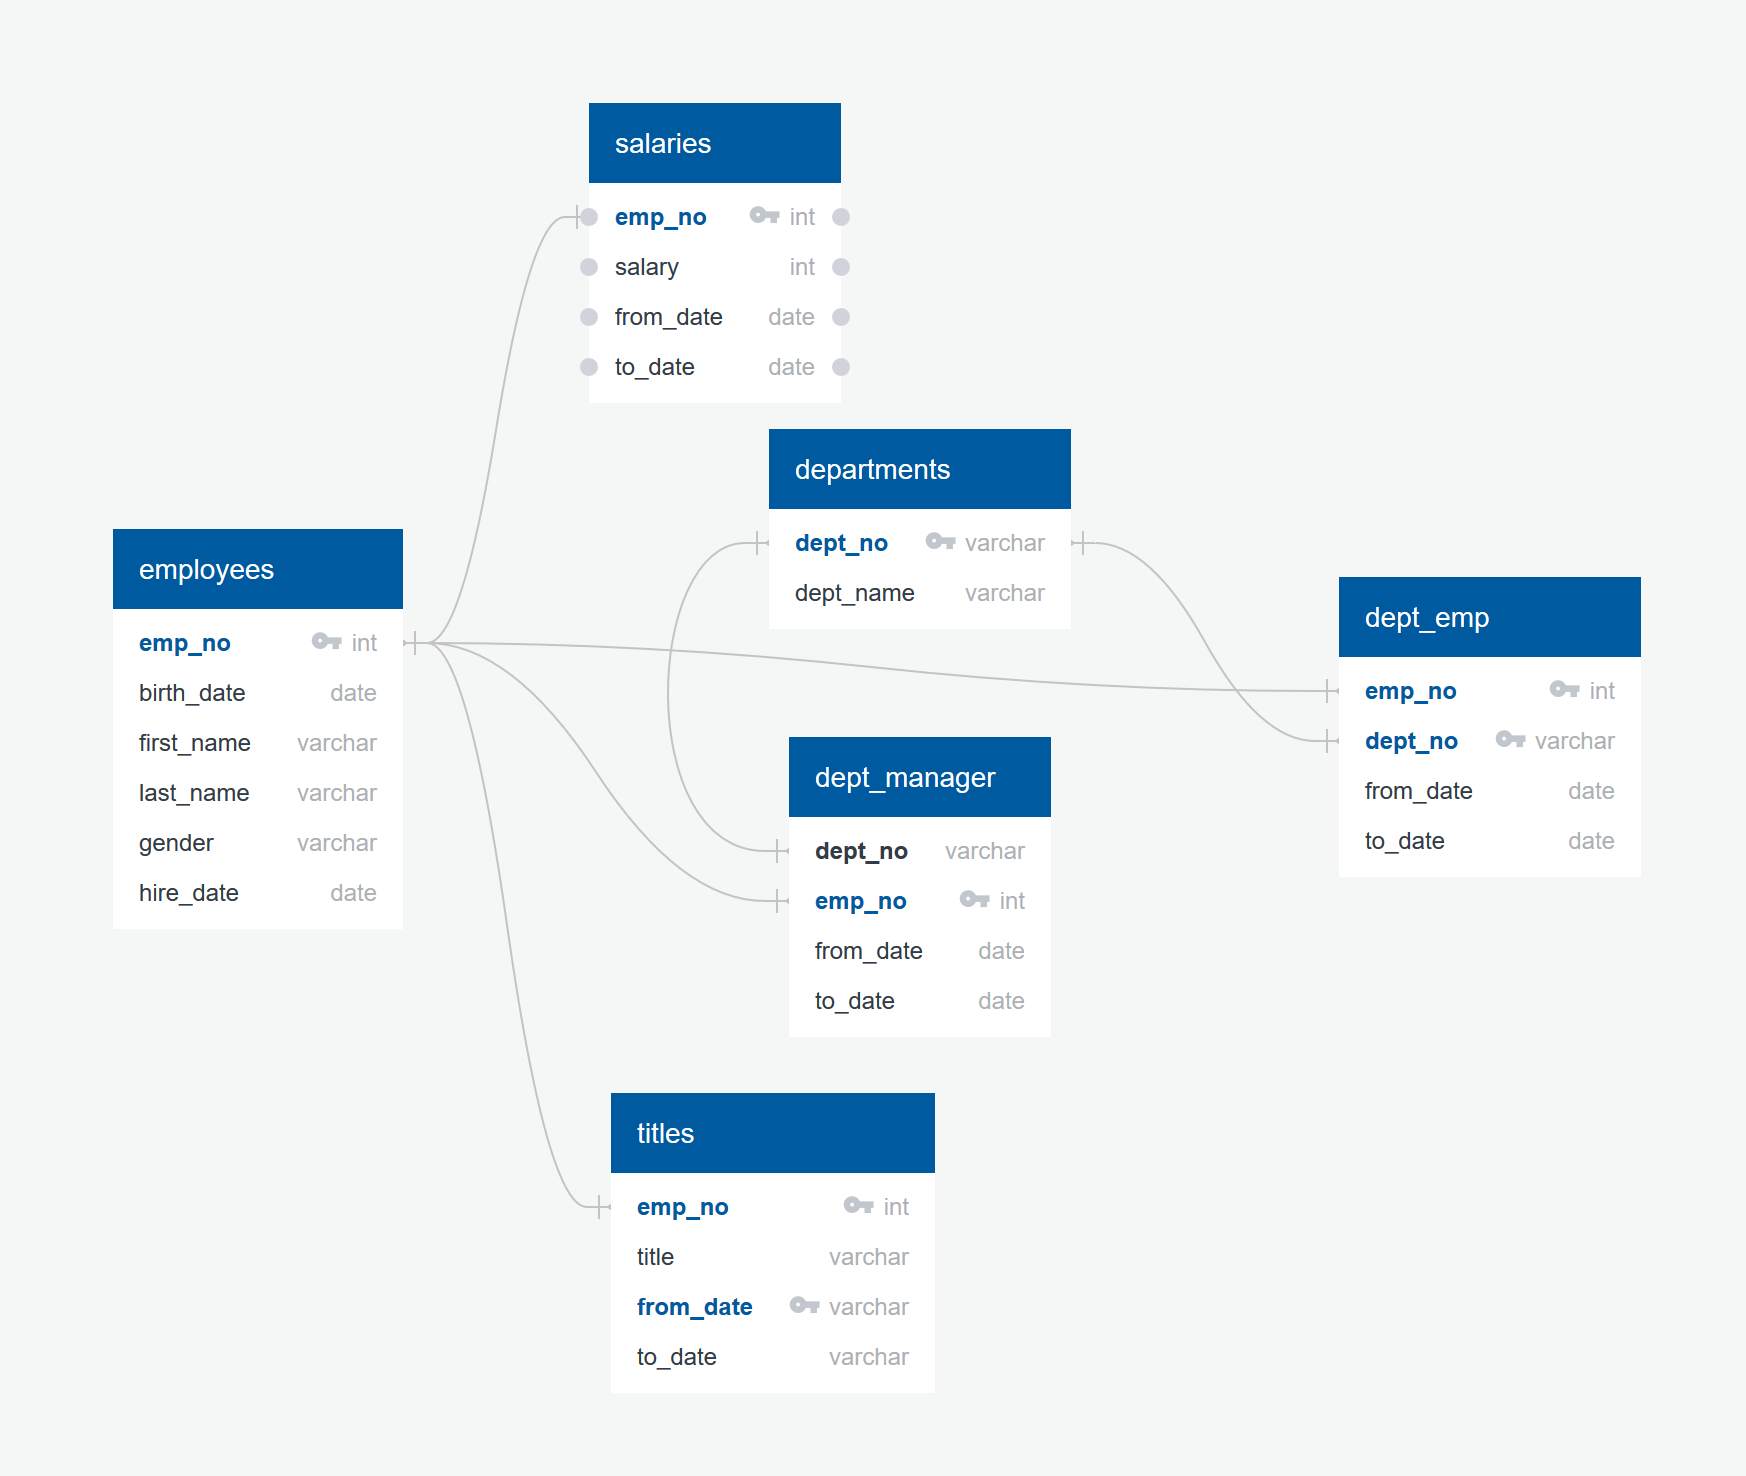 salaries
emp_no int
salary int
from_date date
to_date date
departments
dept_no varchar
dept_name varchar
employees
emp_no int
birth_date date
first_name varchar
last_name varchar
gender varchar
hire_date date
dept_emp
emp_no int
dept_no varchar
from_date date
to_date date
dept_manager
dept_no varchar
emp_no int
from_date date
to_date date
titles
emp_no int
title varchar
from_date varchar
to_date varchar